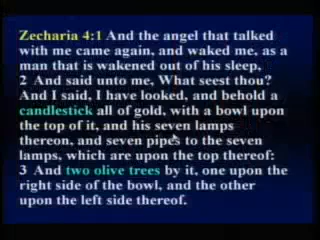 Zecharia 4:1 And the angel that talked
with me came again, and waked me, as a
man that is wakened out of his sleep,
2 And said unto me, What seest thou?
And I said, I have looked, and behold a
candlestick all of gold, with a bowl upon
the top of it, and his seven lamps
thereon, and seven pipes to the seven
lamps, which are upon the top thereof:
3 And two olive trees by it, one upon the
right side of the bowl, and the other
upon the left side thereof.